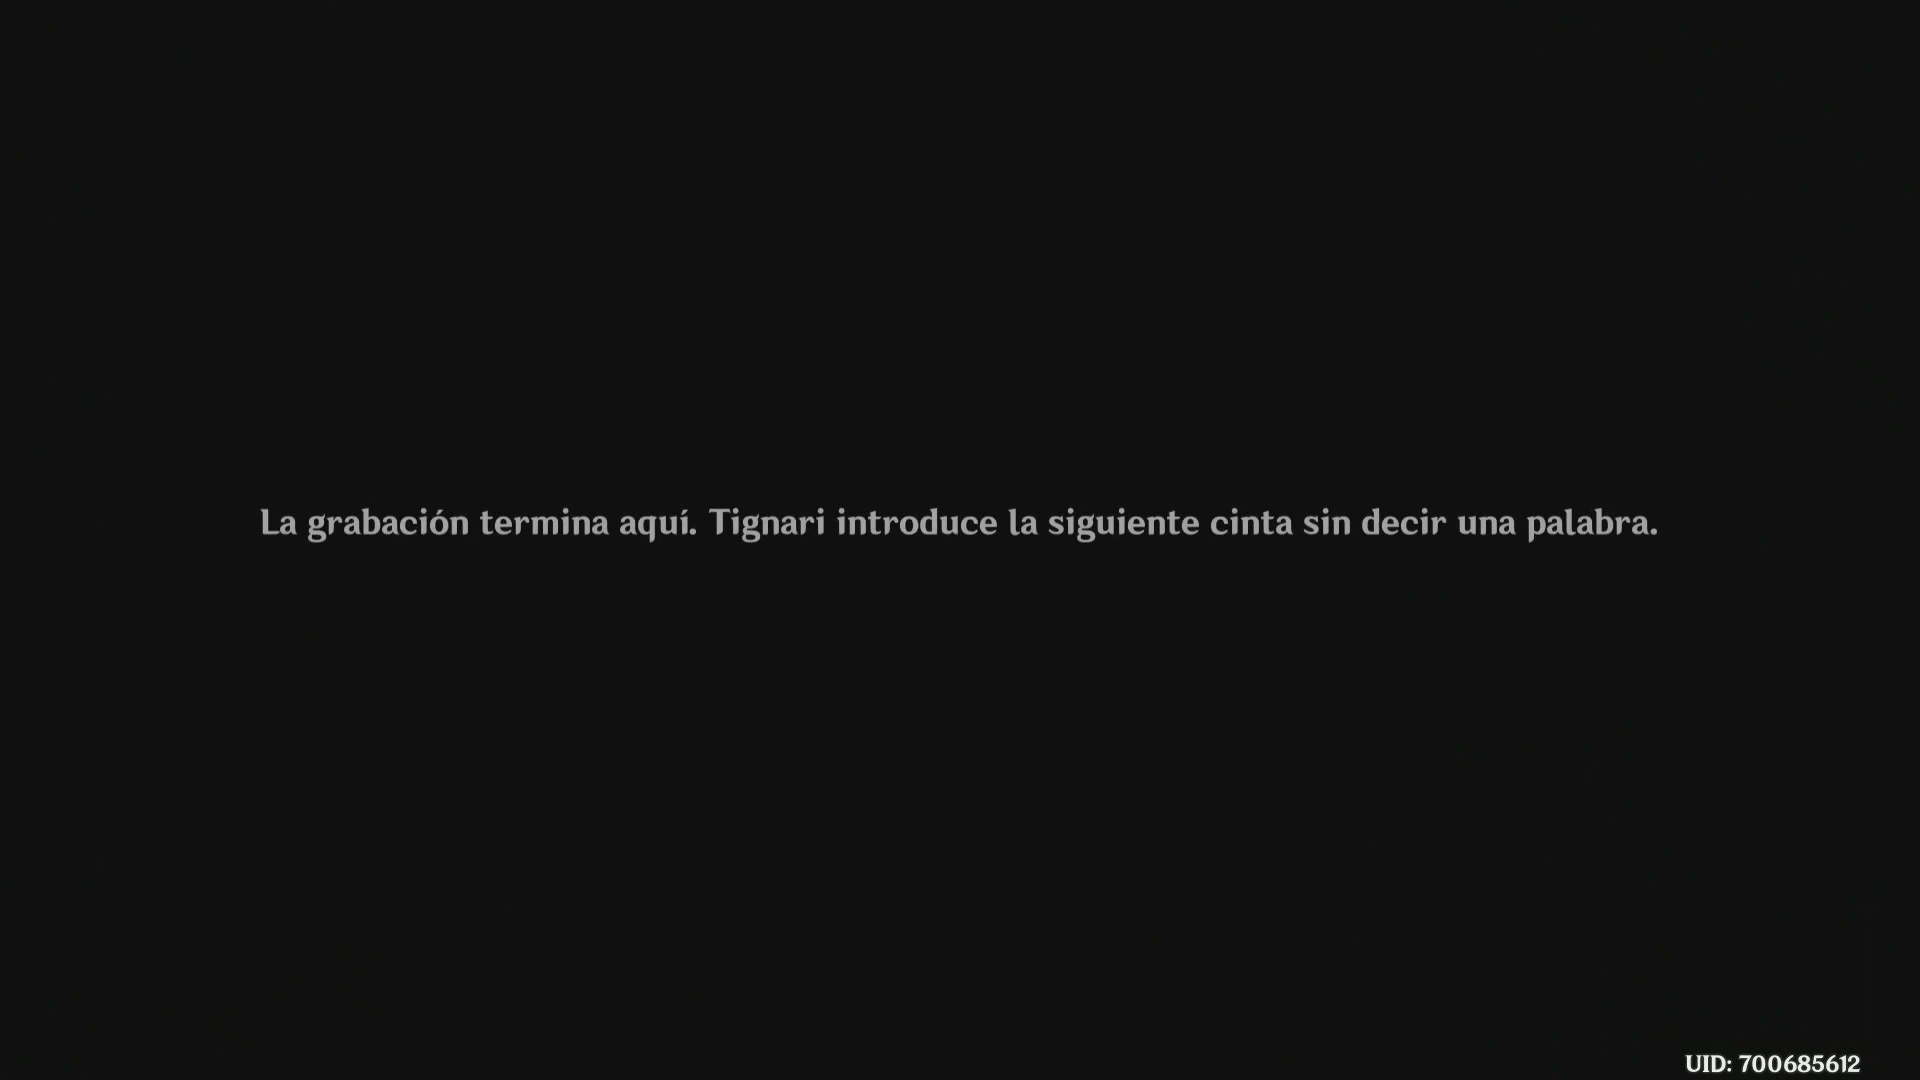 La grabación termina aquí. Tignari introduce la siguiente cinta sin decir una palabra.
UID: 700685612